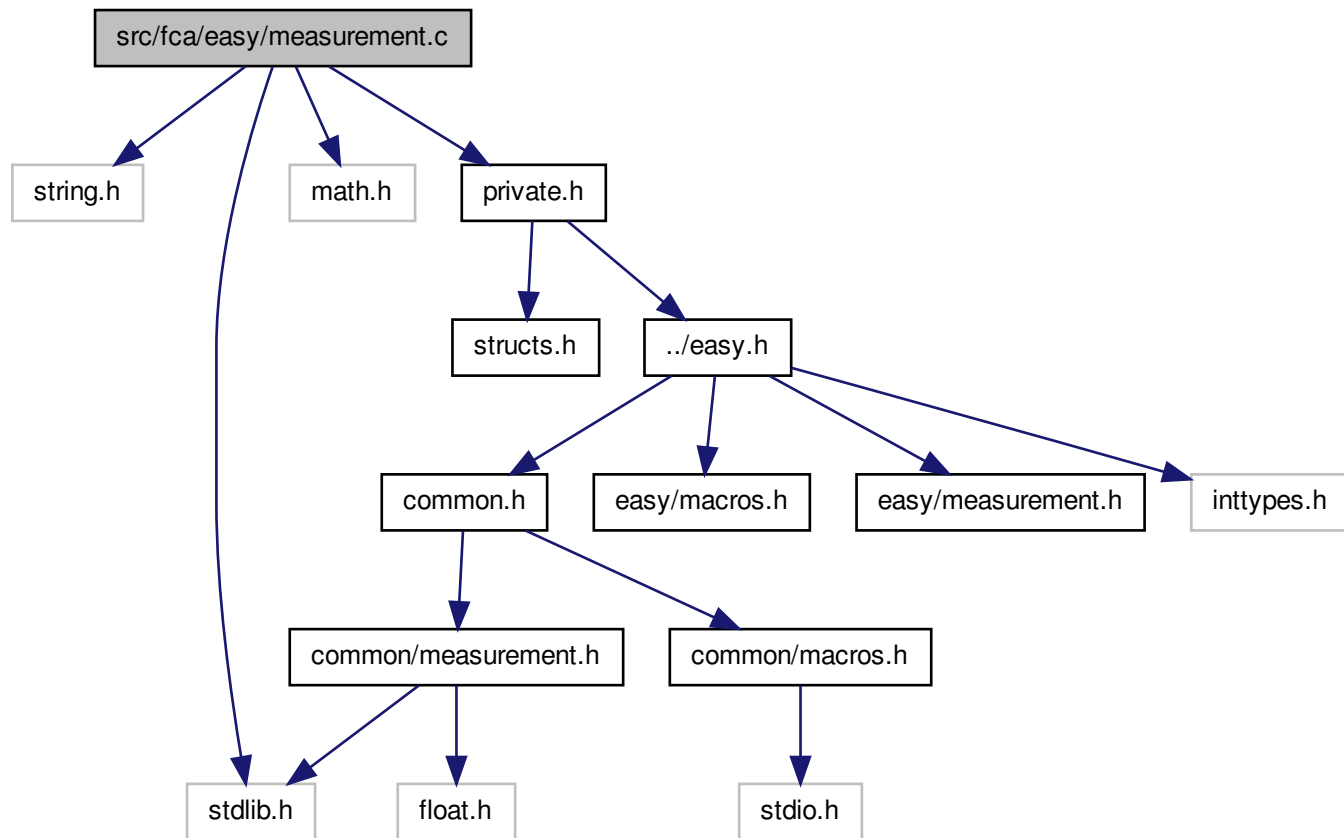 src/fca/easy/measurement.c
string.h
math.h
private.h
structs.h
../easy.h
common.h
easy/macros.h
easy/measurement.h
inttypes.h
common/measurement.h
common/macros.h
stdlib.h
float.h
stdio.h